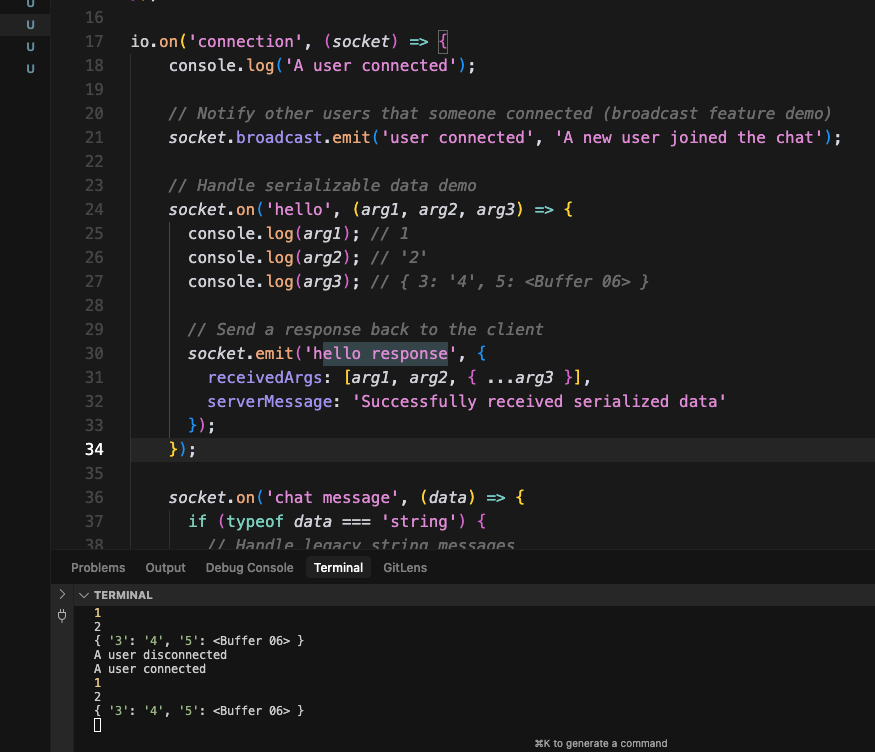 U
U
U
U
16
17 io.on('connection', (socket) => {
18 console.log('A user connected');
19
20 // Notify other users that someone connected (broadcast feature demo)
21 socket.broadcast.emit('user connected', 'A new user joined the chat');
22
23 // Handle serializable data demo
24 socket.on('hello', (arg1, arg2, arg3) => {
25 console.log(arg1); // 1
26 console.log(arg2); // '2'
27 console.log(arg3); // { 3: '4', 5: <Buffer 06> }
28
29 // Send a response back to the client
30 socket.emit('hello response', {
31 receivedArgs: [arg1, arg2, { ...arg3 }],
32 serverMessage: 'Successfully received serialized data'
33 });
34 });
35
36 socket.on('chat message', (data) => {
37 if (typeof data === 'string') {
38 // Handle legacy string messages
Problems Output Debug Console Terminal GitLens
TERMINAL
1
2
{ '3': '4', '5': <Buffer 06> }
A user disconnected
A user connected
1
2
{ '3': '4', '5': <Buffer 06> }
⌘K to generate a command